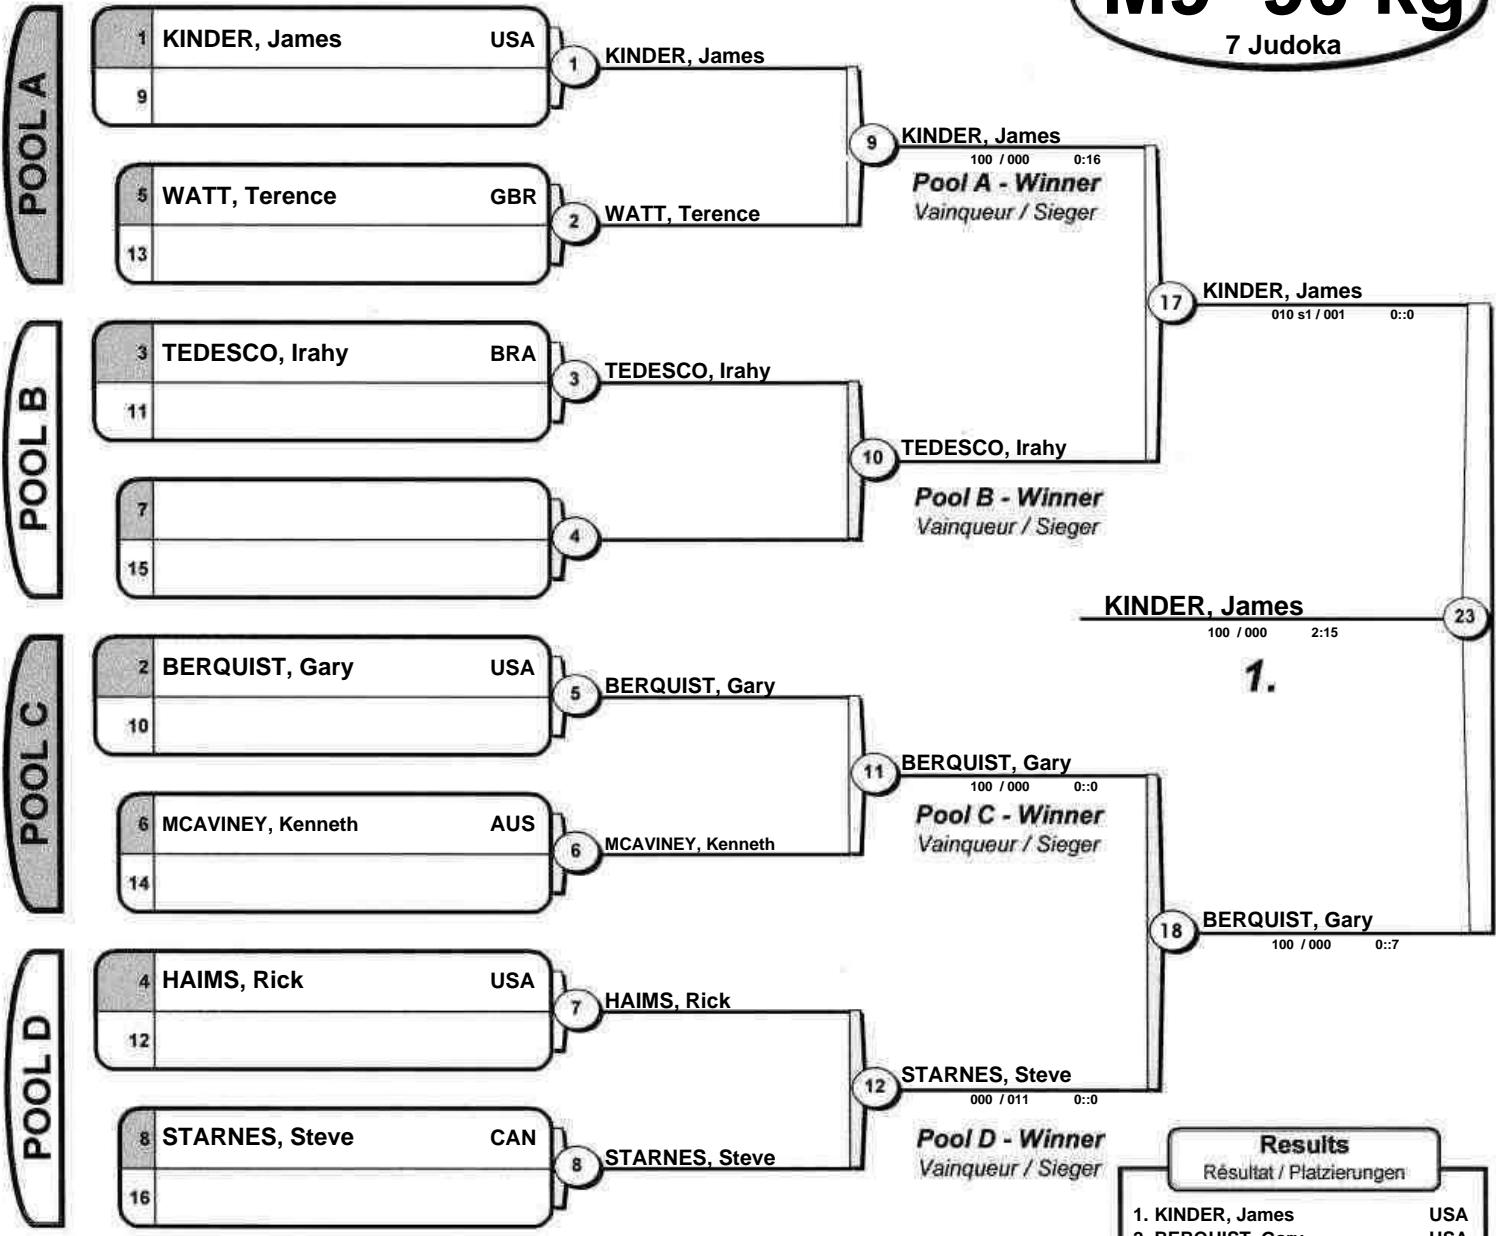 M9 -90 kg
7 Judoka
POOL A
1 KINDER, James USA
9
1 KINDER, James
5 WATT, Terence GBR
13
2 WATT, Terence
9 KINDER, James
100 / 000 0:16
Pool A - Winner
Vainqueur / Sieger
POOL B
3 TEDESCO, Irahy BRA
11
3 TEDESCO, Irahy
7
15
4
10 TEDESCO, Irahy
Pool B - Winner
Vainqueur / Sieger
17 KINDER, James
010 s1 / 001 0::0
KINDER, James 23
100 / 000 2:15
1.
POOL C
2 BERQUIST, Gary USA
10
5 BERQUIST, Gary
6 MCAVINEY, Kenneth AUS
14
6 MCAVINEY, Kenneth
11 BERQUIST, Gary
100 / 000 0::0
Pool C - Winner
Vainqueur / Sieger
18 BERQUIST, Gary
100 / 000 0::7
POOL D
4 HAIMS, Rick USA
12
7 HAIMS, Rick
8 STARNES, Steve CAN
16
8 STARNES, Steve
12 STARNES, Steve
000 / 011 0::0
Pool D - Winner
Vainqueur / Sieger
Results
Résultat / Platzierungen
1. KINDER, James USA
2. BERQUIST, Gary USA